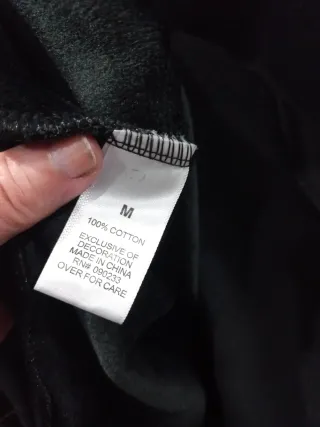 M
100% COTTON
EXCLUSIVE OF
DECORATION
MADE IN CHINA
RN# 090233
OVER FOR CARE